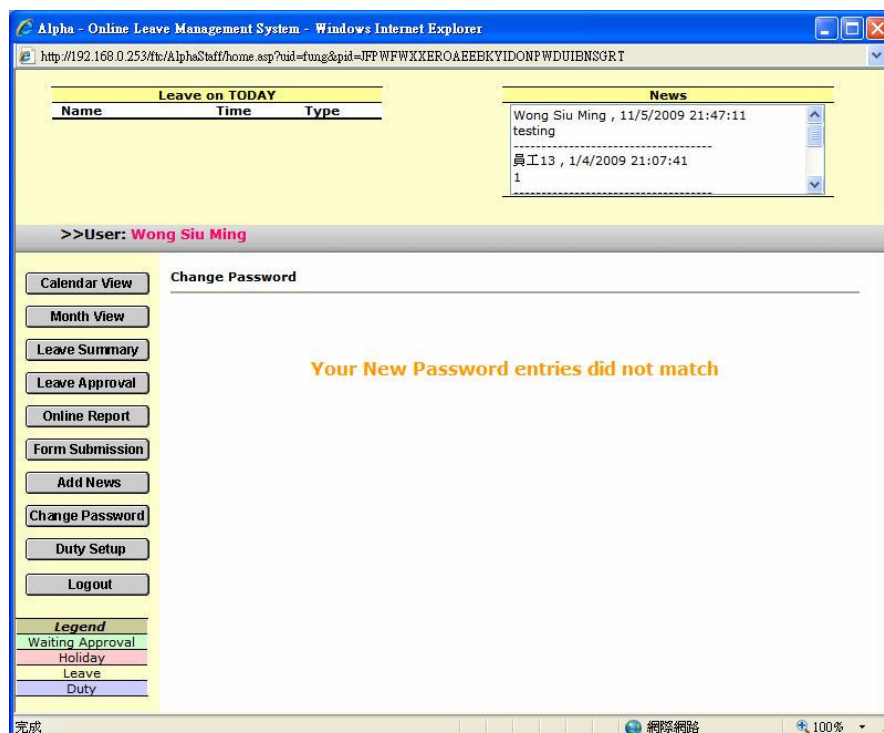 Alpha - Online Leave Management System - Windows Internet Explorer
http://192.168.0.253/ftc/AlphaStaff/home.asp?uid=fung&pid=JFPWFWXXEROAEEBKYIDONPWDUIBNSGRT
Leave on TODAY
Name Time Type
News
Wong Siu Ming , 11/5/2009 21:47:11
testing
-----------------------------------
員工13 , 1/4/2009 21:07:41
1
-----------------------------------
>>User: Wong Siu Ming
Calendar View
Month View
Leave Summary
Leave Approval
Online Report
Form Submission
Add News
Change Password
Duty Setup
Logout
Legend
Waiting Approval
Holiday
Leave
Duty
Change Password
Your New Password entries did not match
完成 網際網路 100%